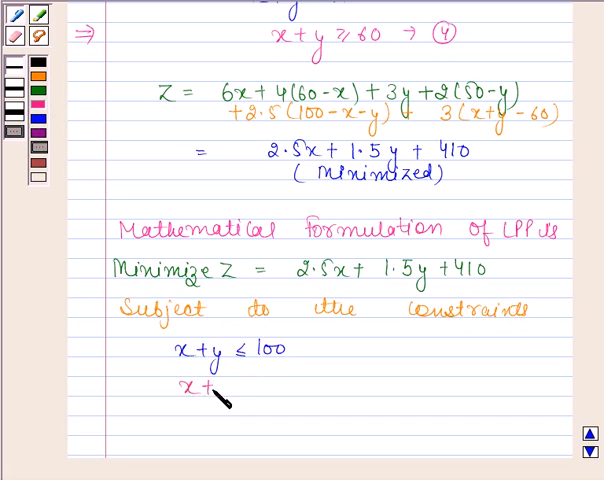 ⇒ x+y ≥ 60 → (4)
Z = 6x + 4(60-x) + 3y + 2(50-y)
+2.5(100-x-y) + 3(x+y-60)
= 2.5x + 1.5y + 410
(Minimized)
Mathematical Formulation of LPP is
Minimize Z = 2.5x + 1.5y + 410
Subject to the constraints
x+y ≤ 100
x+